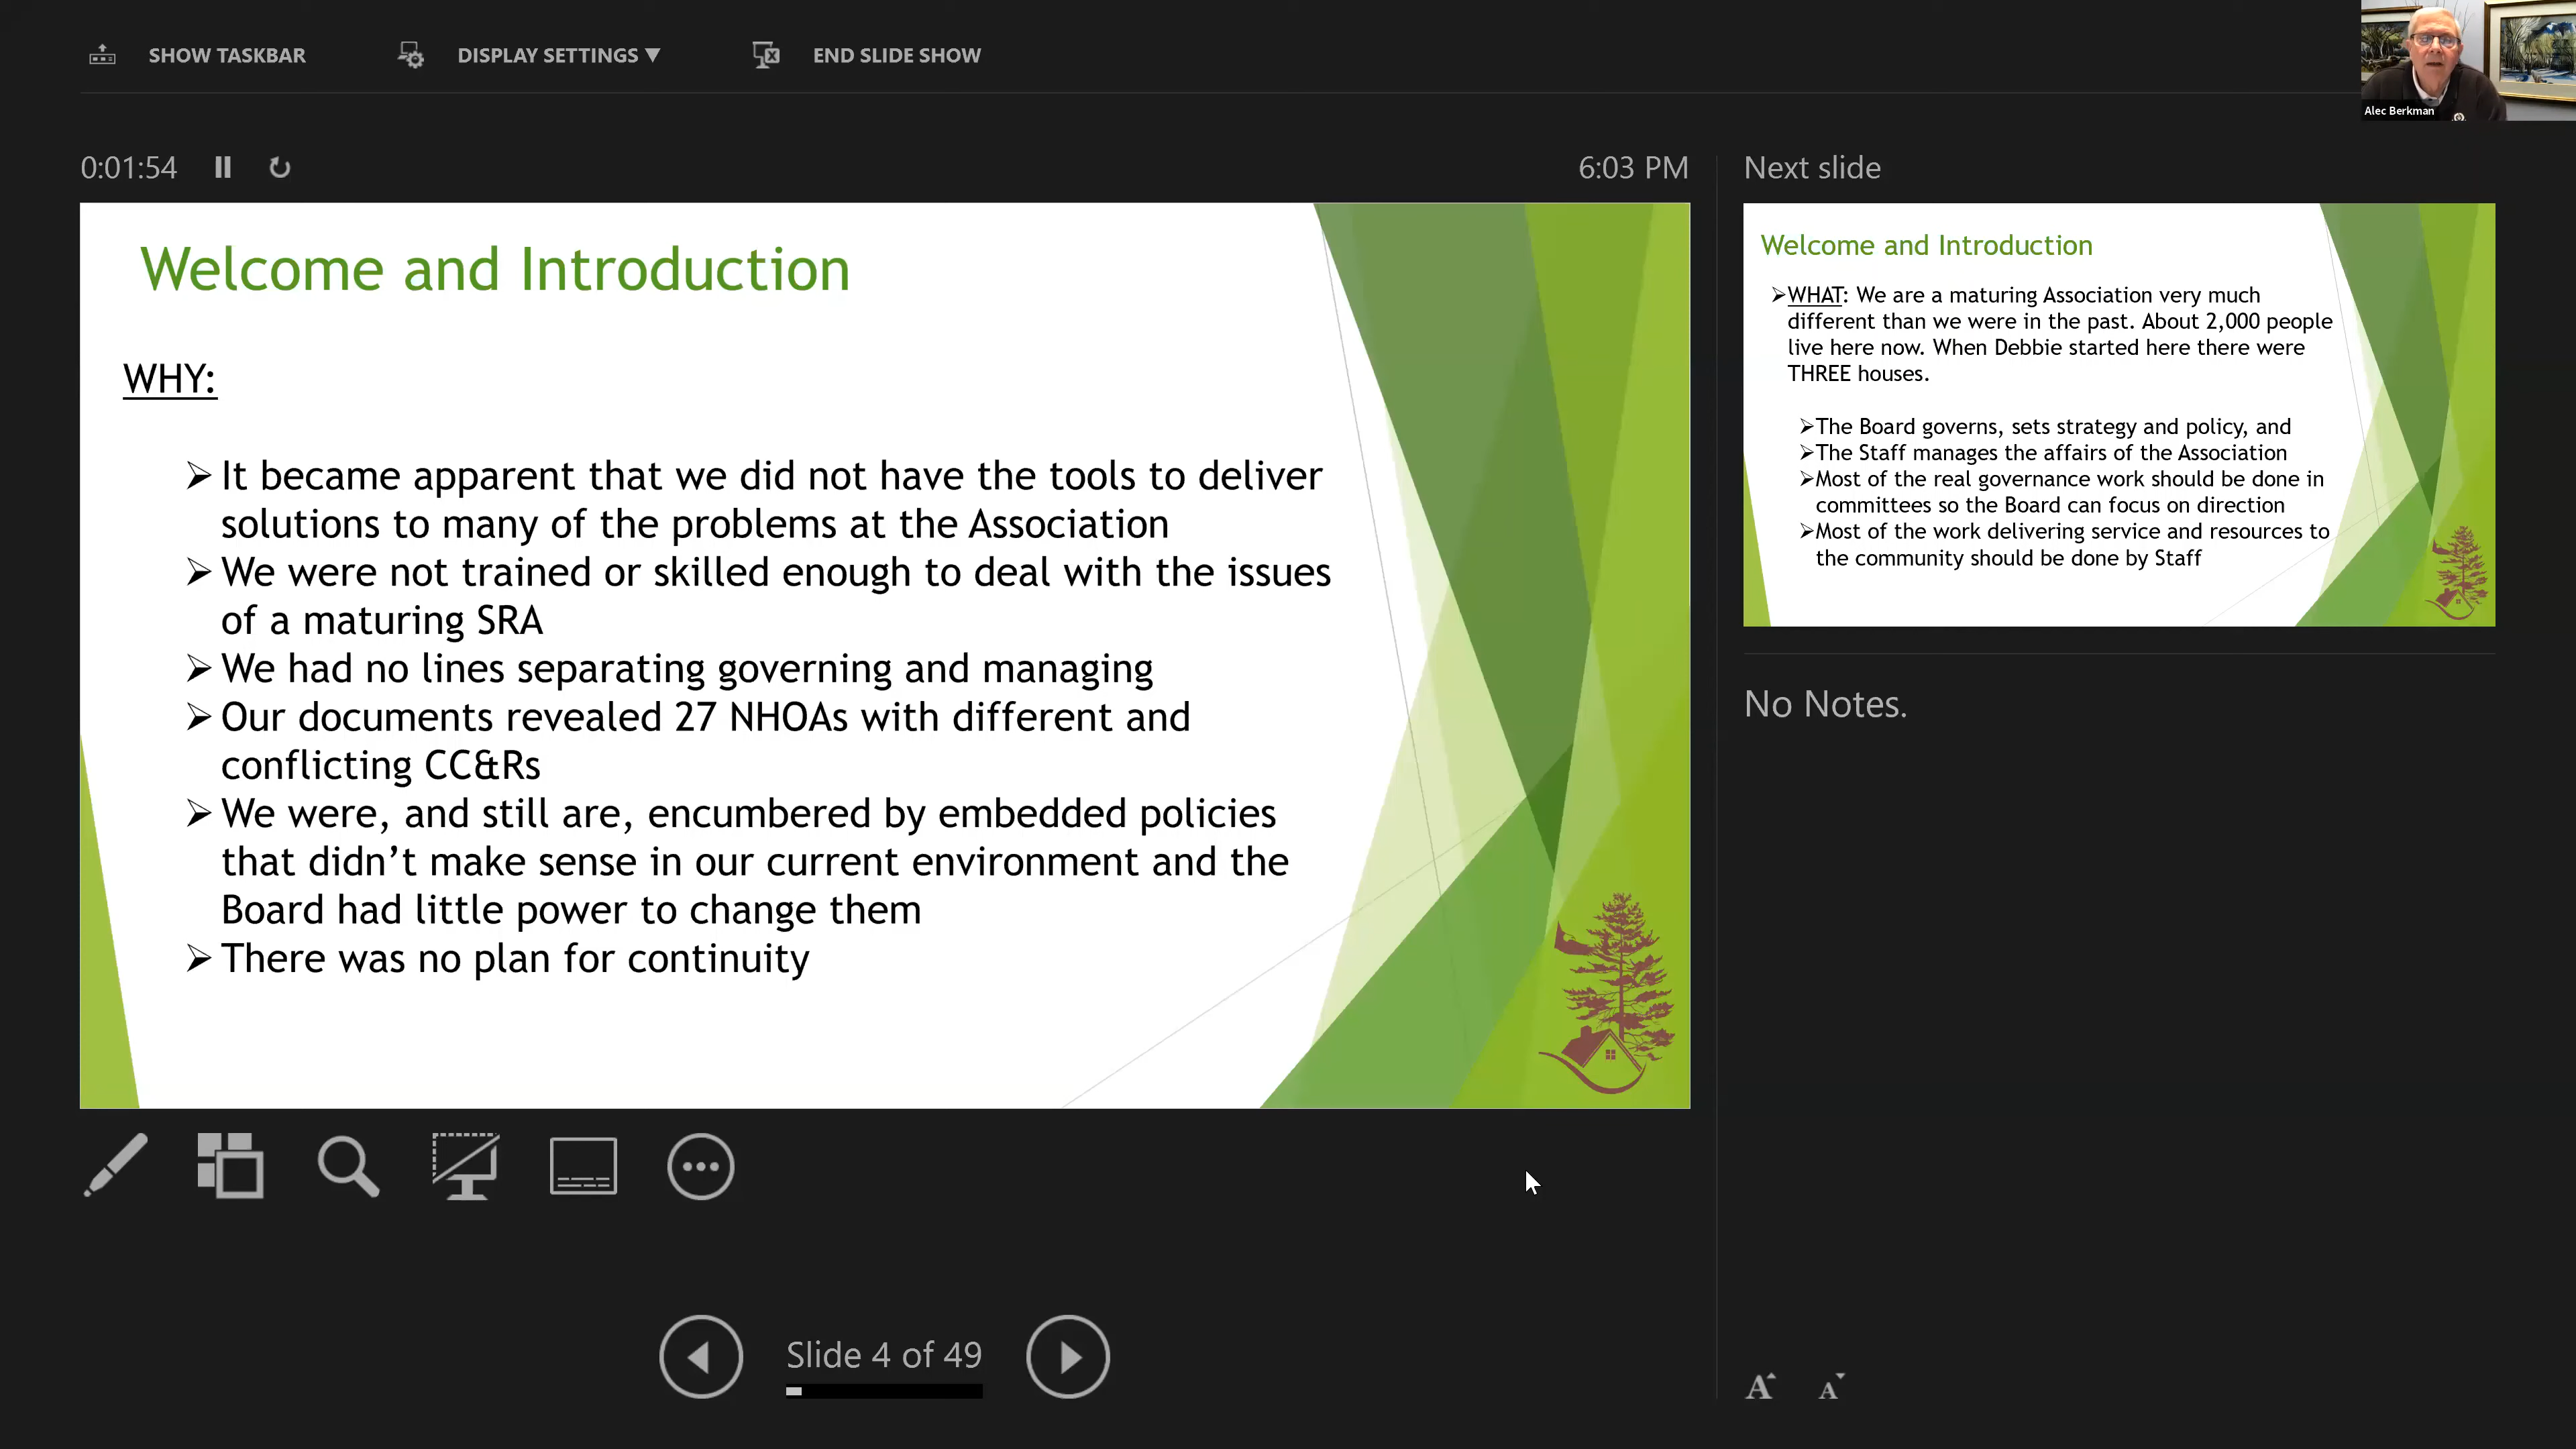 SHOW TASKBAR
DISPLAY SETTINGS ▼
END SLIDE SHOW
Alec Berkman
0:01:54
6:03 PM
Next slide
Welcome and Introduction
WHY:
➢It became apparent that we did not have the tools to deliver
solutions to many of the problems at the Association
➢We were not trained or skilled enough to deal with the issues
of a maturing SRA
➢We had no lines separating governing and managing
➢Our documents revealed 27 NHOAs with different and
conflicting CC&Rs
➢We were, and still are, encumbered by embedded policies
that didn’t make sense in our current environment and the
Board had little power to change them
➢There was no plan for continuity
Welcome and Introduction
➢WHAT: We are a maturing Association very much
different than we were in the past. About 2,000 people
live here now. When Debbie started here there were
THREE houses.
➢The Board governs, sets strategy and policy, and
➢The Staff manages the affairs of the Association
➢Most of the real governance work should be done in
committees so the Board can focus on direction
➢Most of the work delivering service and resources to
the community should be done by Staff
No Notes.
Slide 4 of 49
A A